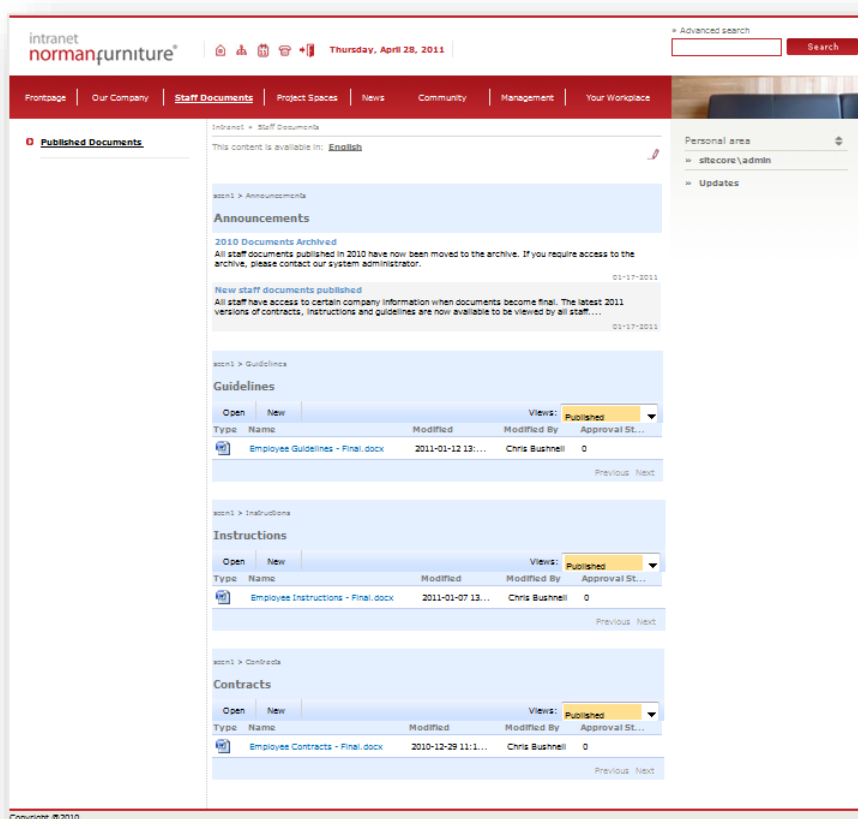 intranet
normanfurniture®
Thursday, April 28, 2011
» Advanced search
Search
Frontpage Our Company Staff Documents Project Spaces News Community Management Your Workplace
Published Documents
Intranet » Staff Documents
This content is available in: English
Personal area
» sitecore\admin
» Updates
> Announcements
Announcements
2010 Documents Archived
All staff documents published in 2010 have now been moved to the archive. If you require access to the
archive, please contact our system administrator.
01-17-2011
New staff documents published
All staff have access to certain company information when documents become final. The latest 2011
versions of contracts, instructions and guidelines are now available to be viewed by all staff....
01-17-2011
> Guidelines
Guidelines
Open New Views: Published
Type Name Modified Modified By Approval St...
Employee Guidelines - Final.docx 2011-01-12 13:... Chris Bushnell 0
Previous Next
> Instructions
Instructions
Open New Views: Published
Type Name Modified Modified By Approval St...
Employee Instructions - Final.docx 2011-01-07 13... Chris Bushnell 0
Previous Next
> Contracts
Contracts
Open New Views: Published
Type Name Modified Modified By Approval St...
Employee Contracts - Final.docx 2010-12-29 11:1... Chris Bushnell 0
Previous Next
Copyright @2010